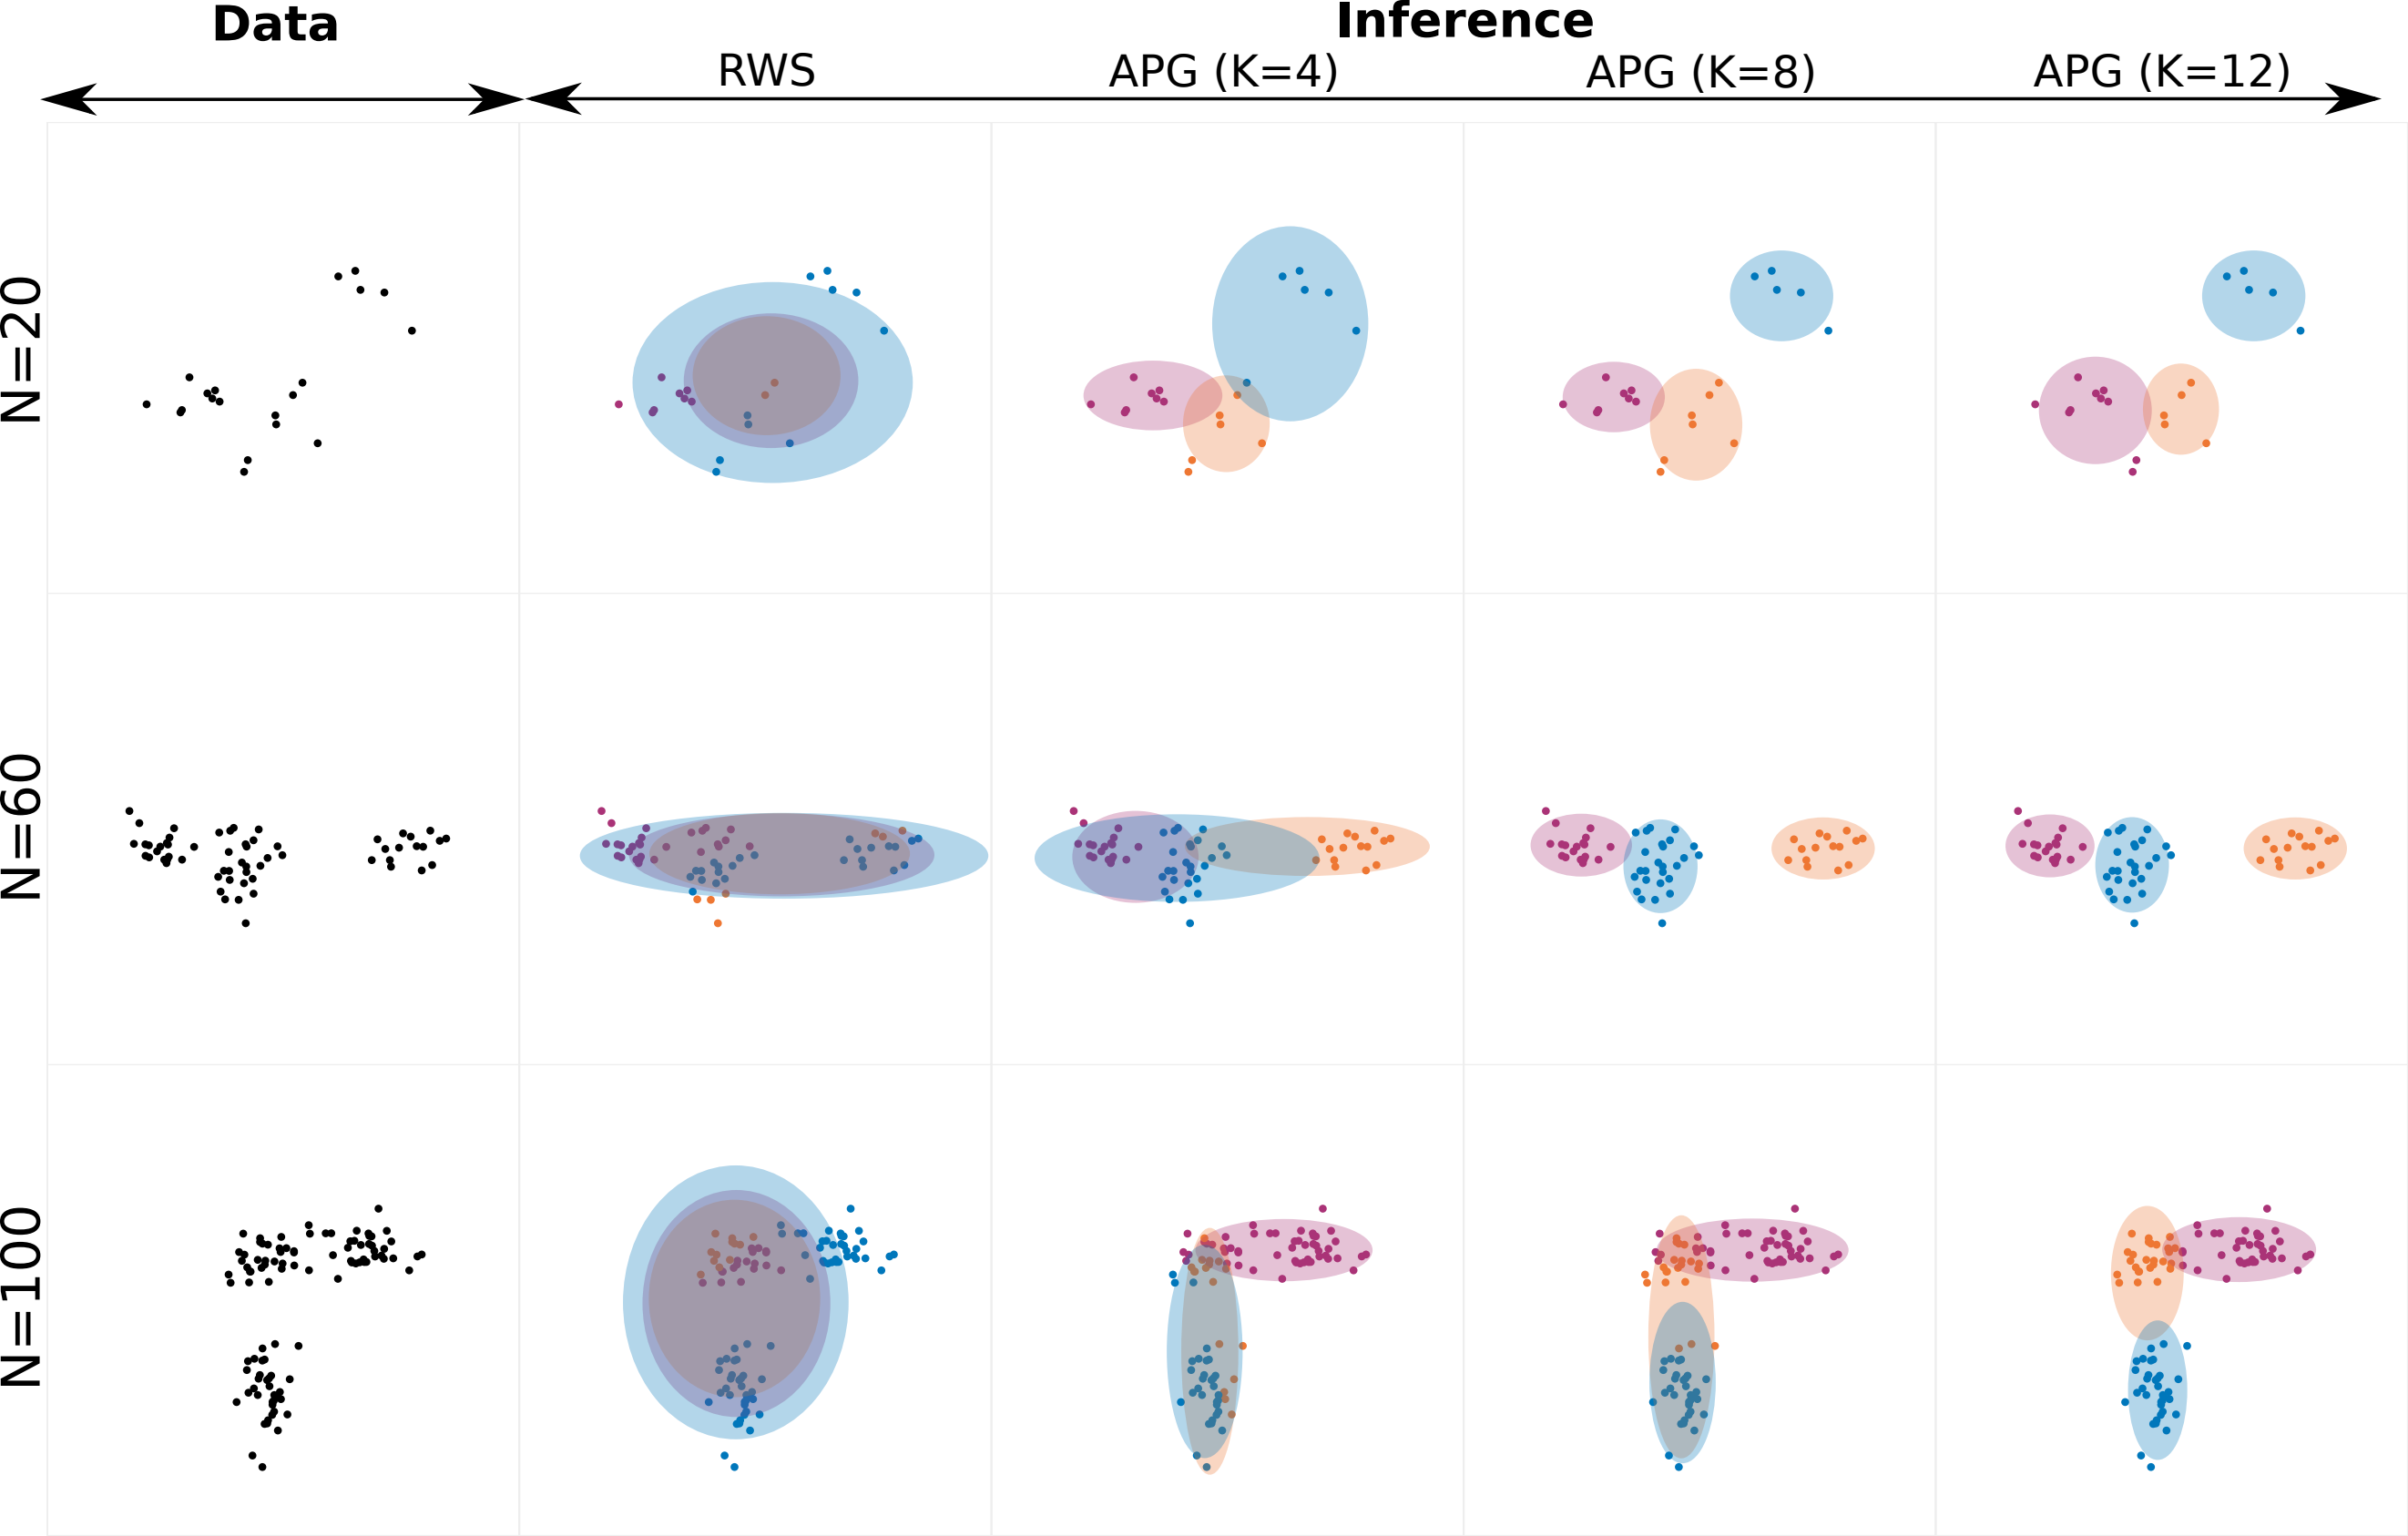 Data
Inference
RWS
APG (K=4)
APG (K=8)
APG (K=12)
N=20
N=60
N=100